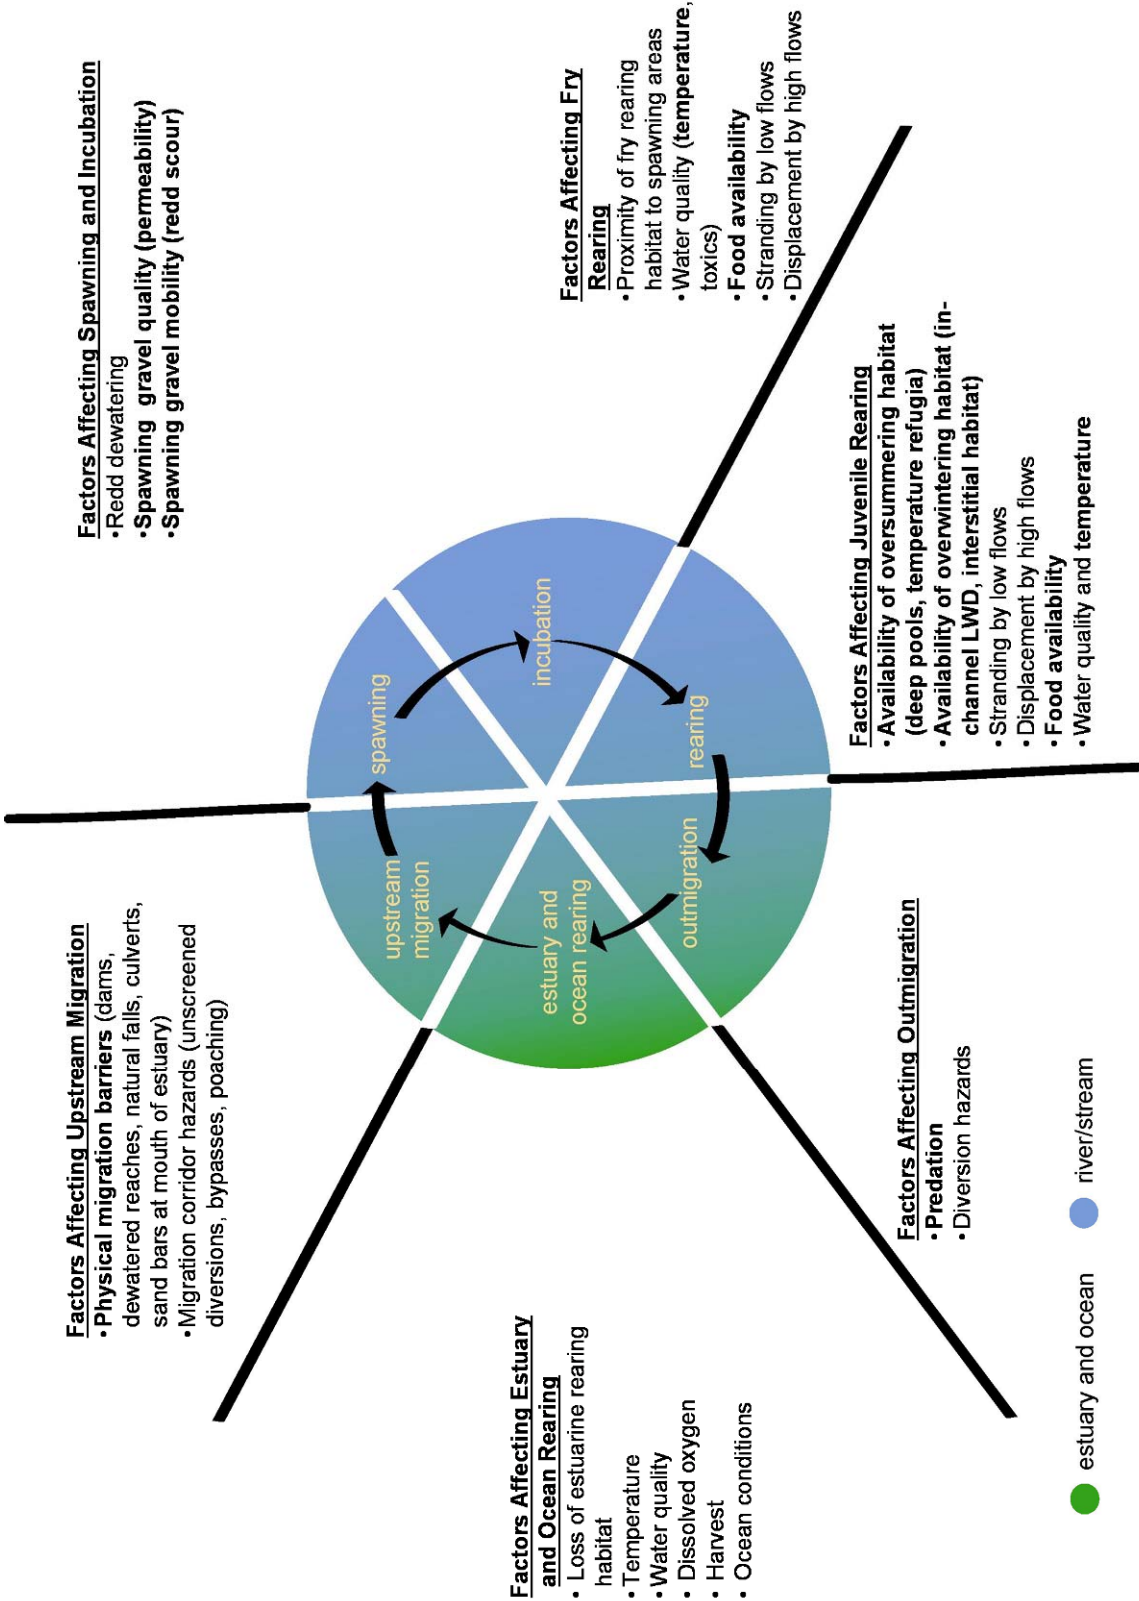 Factors Affecting Upstream Migration
• Physical migration barriers (dams,
dewatered reaches, natural falls, culverts,
sand bars at mouth of estuary)
• Migration corridor hazards (unscreened
diversions, bypasses, poaching)
Factors Affecting Spawning and Incubation
• Redd dewatering
• Spawning gravel quality (permeability)
• Spawning gravel mobility (redd scour)
Factors Affecting Estuary
and Ocean Rearing
• Loss of estuarine rearing
habitat
• Temperature
• Water quality
• Dissolved oxygen
• Harvest
• Ocean conditions
upstream
migration
spawning
incubation
rearing
outmigration
estuary and
ocean rearing
Factors Affecting Fry
Rearing
• Proximity of fry rearing
habitat to spawning areas
• Water quality (temperature,
toxics)
• Food availability
• Stranding by low flows
• Displacement by high flows
Factors Affecting Outmigration
• Predation
• Diversion hazards
Factors Affecting Juvenile Rearing
• Availability of oversummering habitat
(deep pools, temperature refugia)
• Availability of overwintering habitat (in-
channel LWD, interstitial habitat)
• Stranding by low flows
• Displacement by high flows
• Food availability
• Water quality and temperature
estuary and ocean
river/stream